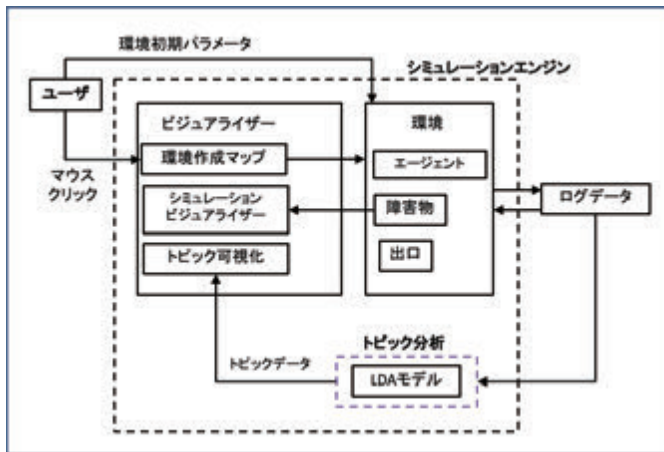 環境初期パラメータ
シミュレーションエンジン
ユーザ
ビジュアライザー
環境
マウス
クリック
環境作成マップ
エージェント
シミュレーション
ビジュアライザー
障害物
ログデータ
トピック可視化
出口
トピック分析
トピックデータ
LDAモデル